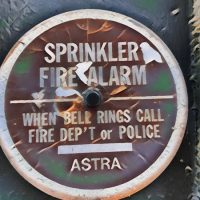 SPRINKLER
FIRE ALARM
WHEN BELL RINGS CALL
FIRE DEP'T or POLICE
ASTRA